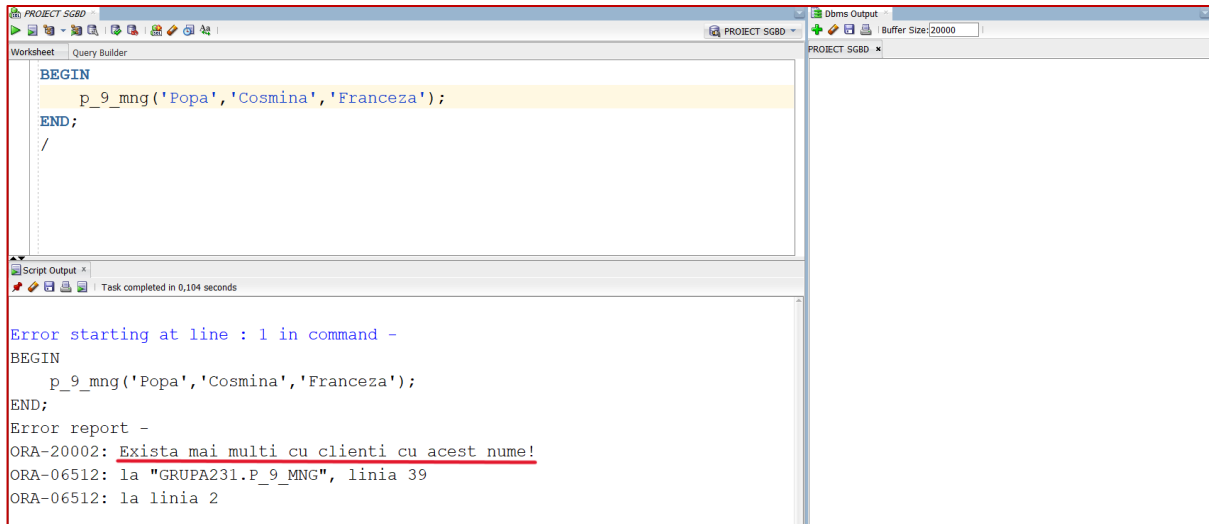 PROIECT SGBD
PROIECT SGBD
Worksheet Query Builder
BEGIN
p_9_mng('Popa','Cosmina','Franceza');
END;
/
Script Output ×
Task completed in 0,104 seconds
Error starting at line : 1 in command -
BEGIN
p_9_mng('Popa','Cosmina','Franceza');
END;
Error report -
ORA-20002: Exista mai multi cu clienti cu acest nume!
ORA-06512: la "GRUPA231.P_9_MNG", linia 39
ORA-06512: la linia 2
Dbms Output ×
Buffer Size: 20000
PROIECT SGBD ×